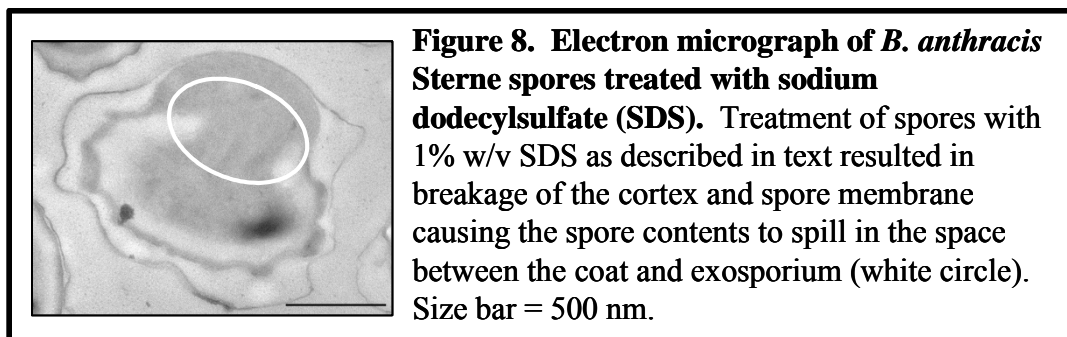 Figure 8.  Electron micrograph of B. anthracis
Sterne spores treated with sodium
dodecylsulfate (SDS).  Treatment of spores with
1% w/v SDS as described in text resulted in
breakage of the cortex and spore membrane
causing the spore contents to spill in the space
between the coat and exosporium (white circle).
Size bar = 500 nm.